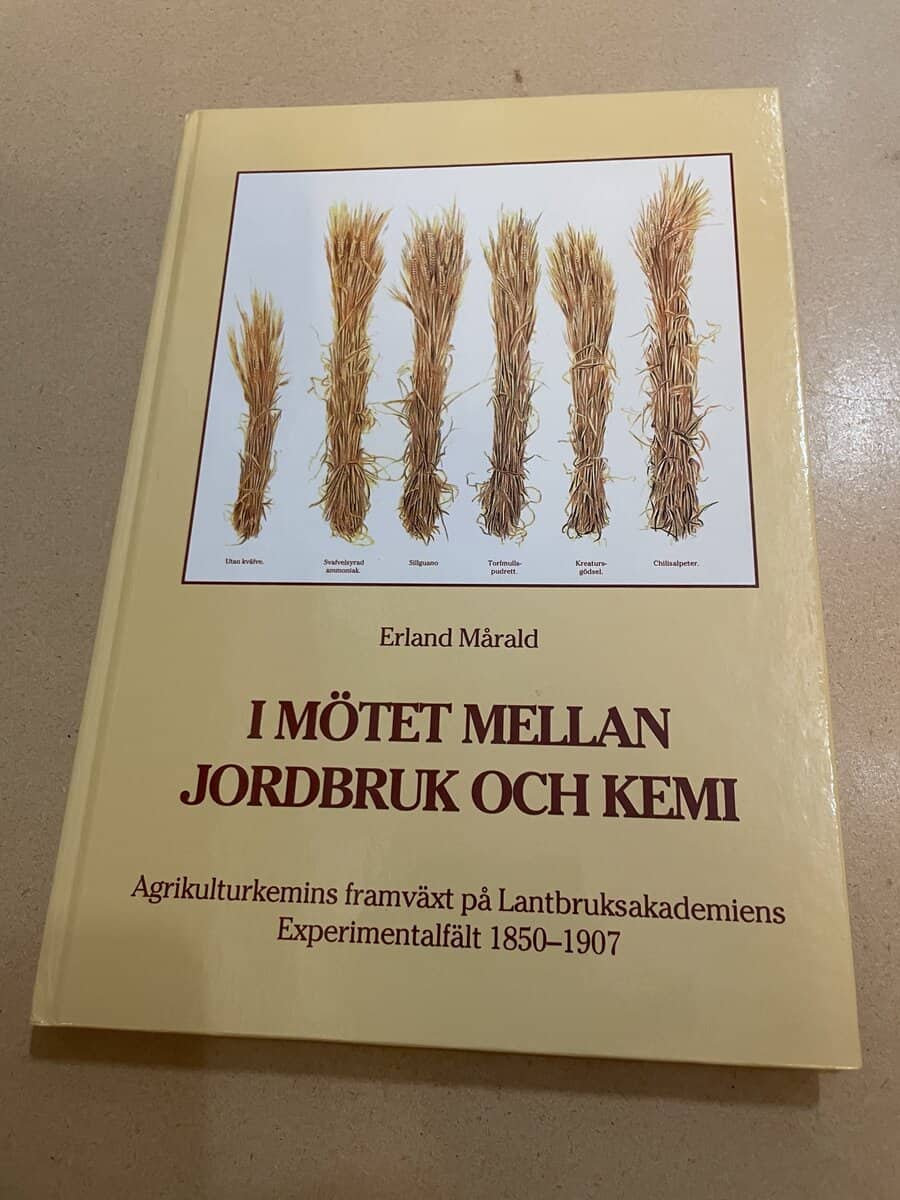 Utan kväfve.
Svafvelsyrad
ammoniak.
Sillguano
Torfmulls-
pudrett.
Kreaturs-
gödsel.
Chilisalpeter.
Erland Mårald
I MÖTET MELLAN
JORDBRUK OCH KEMI
Agrikulturkemins framväxt på Lantbruksakademiens
Experimentalfält 1850–1907